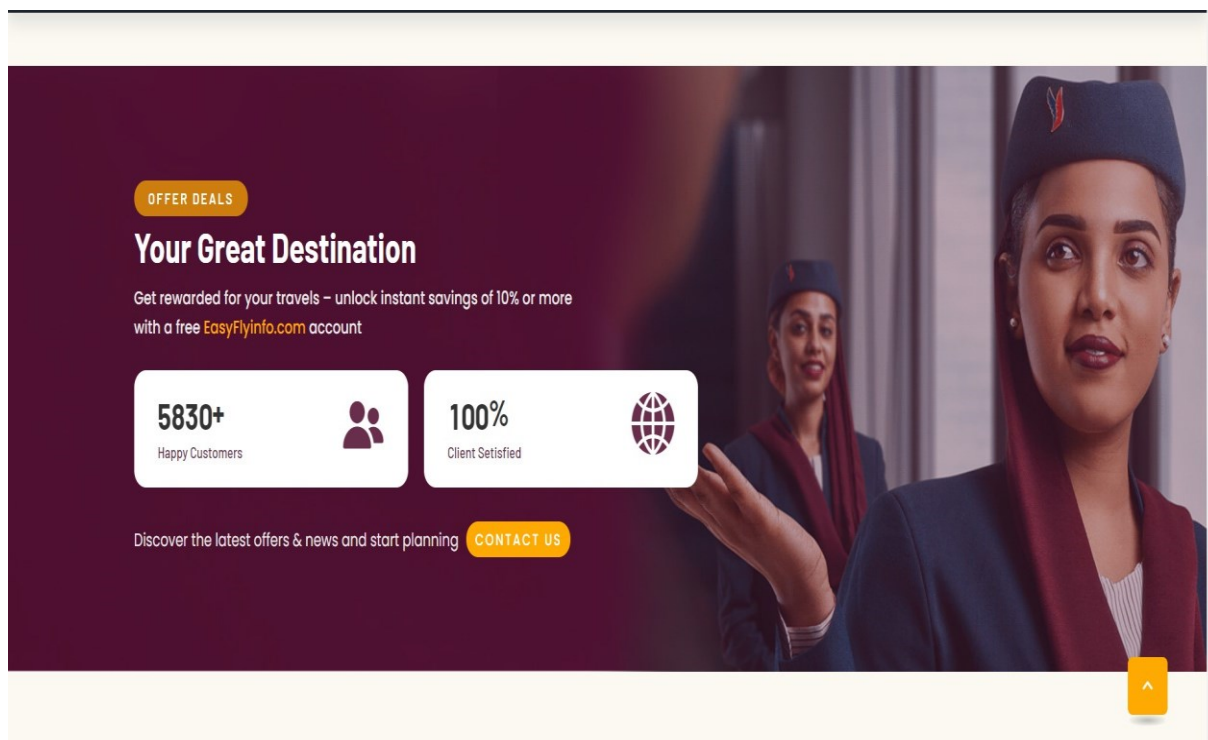 OFFER DEALS
Your Great Destination
Get rewarded for your travels – unlock instant savings of 10% or more
with a free EasyFlyinfo.com account
5830+
Happy Customers
100%
Client Setisfied
Discover the latest offers & news and start planning CONTACT US